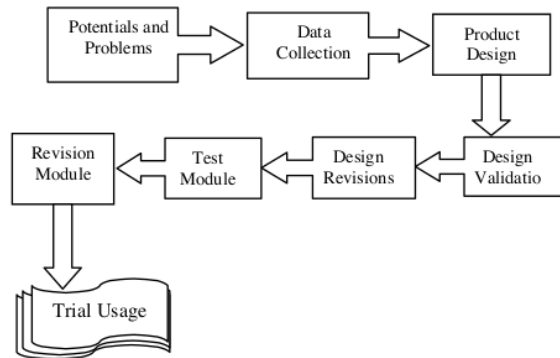 Potentials and
Problems
Data
Collection
Product
Design
Design
Validatio
Design
Revisions
Test
Module
Revision
Module
Trial Usage